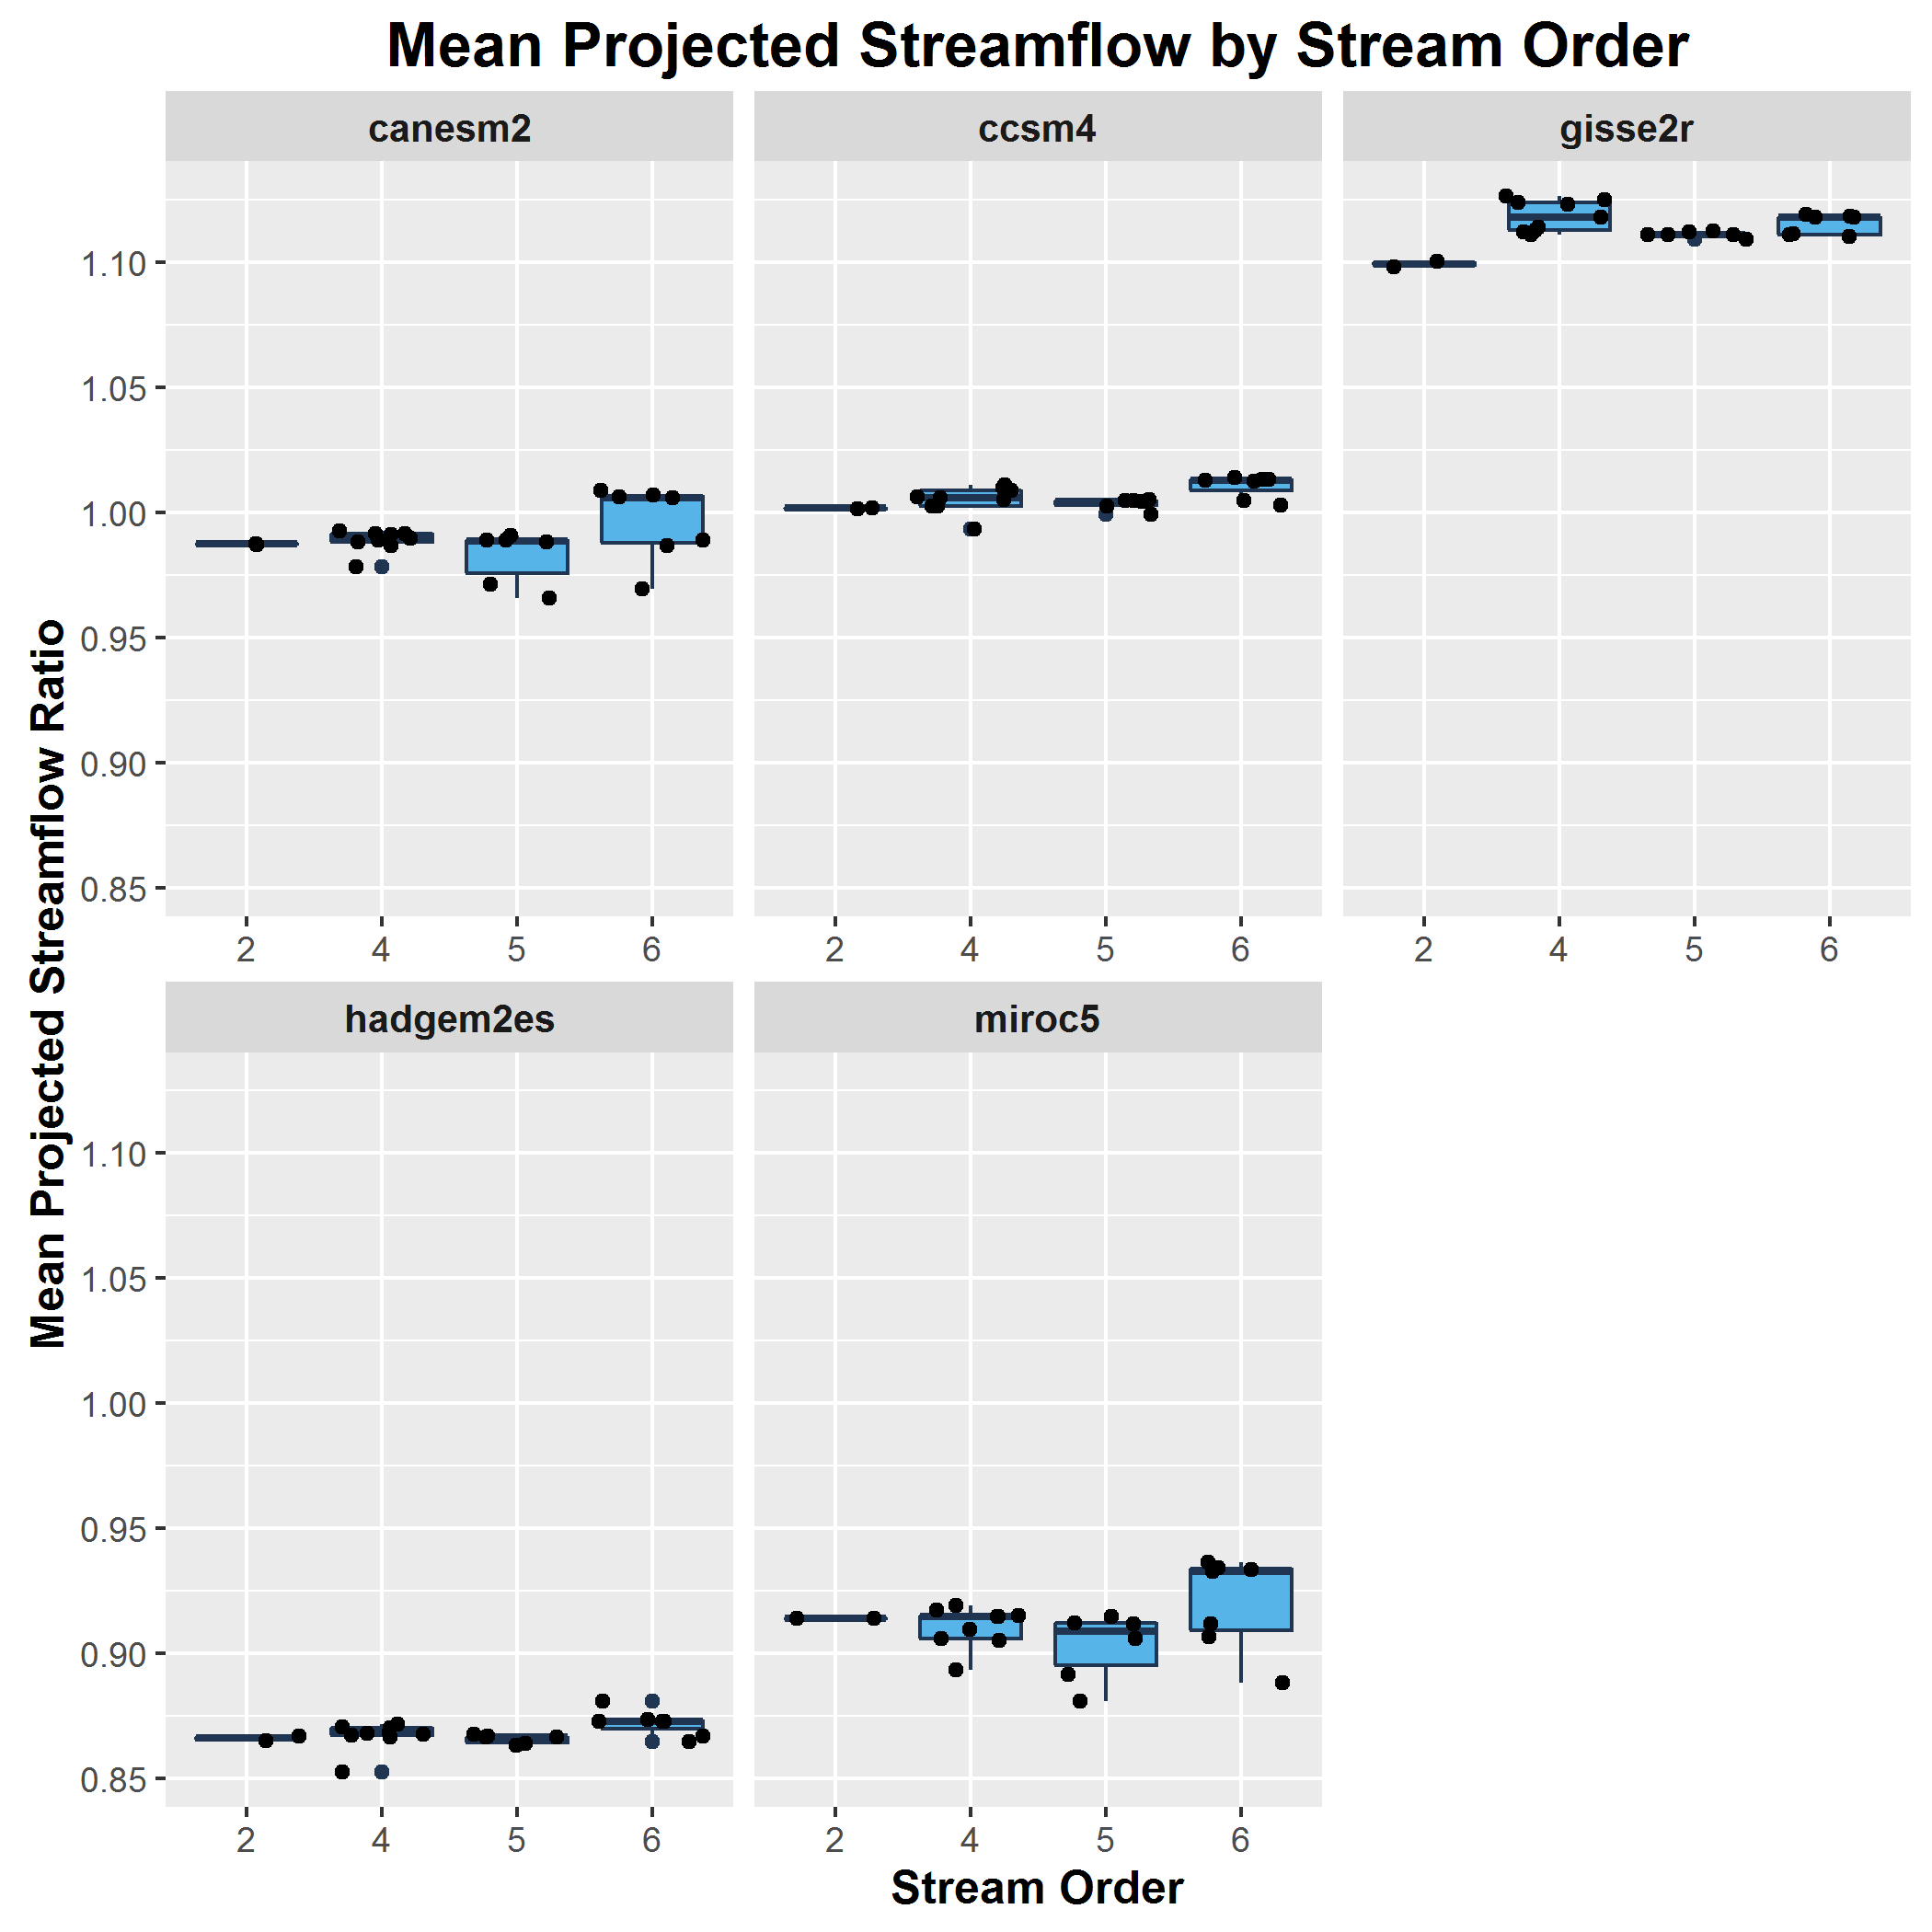 Mean Projected Streamflow by Stream Order
canesm2
ccsm4
gisse2r
1.10
1.05
1.00
0.95
0.90
0.85
2 4 5 6
2 4 5 6
2 4 5 6
Mean Projected Streamflow Ratio
hadgem2es
miroc5
1.10
1.05
1.00
0.95
0.90
0.85
2 4 5 6
2 4 5 6
Stream Order